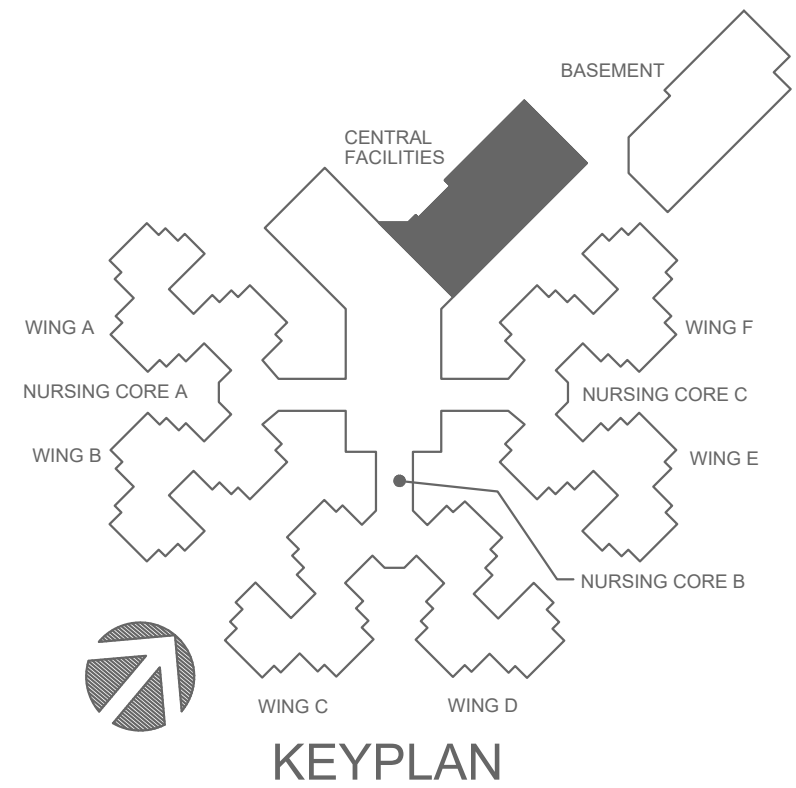 BASEMENT
CENTRAL
FACILITIES
WING A
WING F
NURSING CORE A
NURSING CORE C
WING B
WING E
NURSING CORE B
WING C
WING D
KEYPLAN